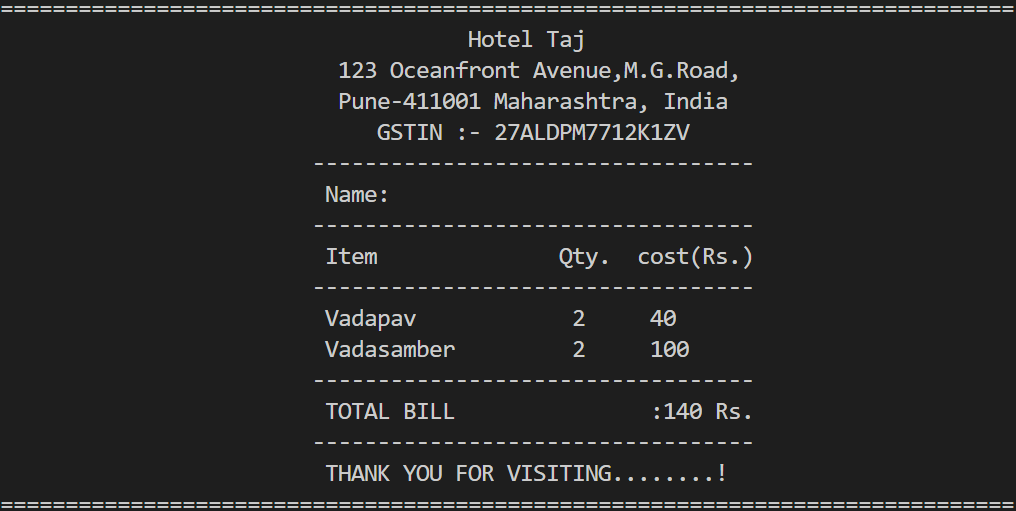 ==============================================================================
Hotel Taj
123 Oceanfront Avenue,M.G.Road,
Pune-411001 Maharashtra, India
GSTIN :- 27ALDPM7712K1ZV
----------------------------------
Name:
----------------------------------
Item Qty. cost(Rs.)
----------------------------------
Vadapav 2 40
Vadasamber 2 100
----------------------------------
TOTAL BILL :140 Rs.
----------------------------------
THANK YOU FOR VISITING........!
==============================================================================